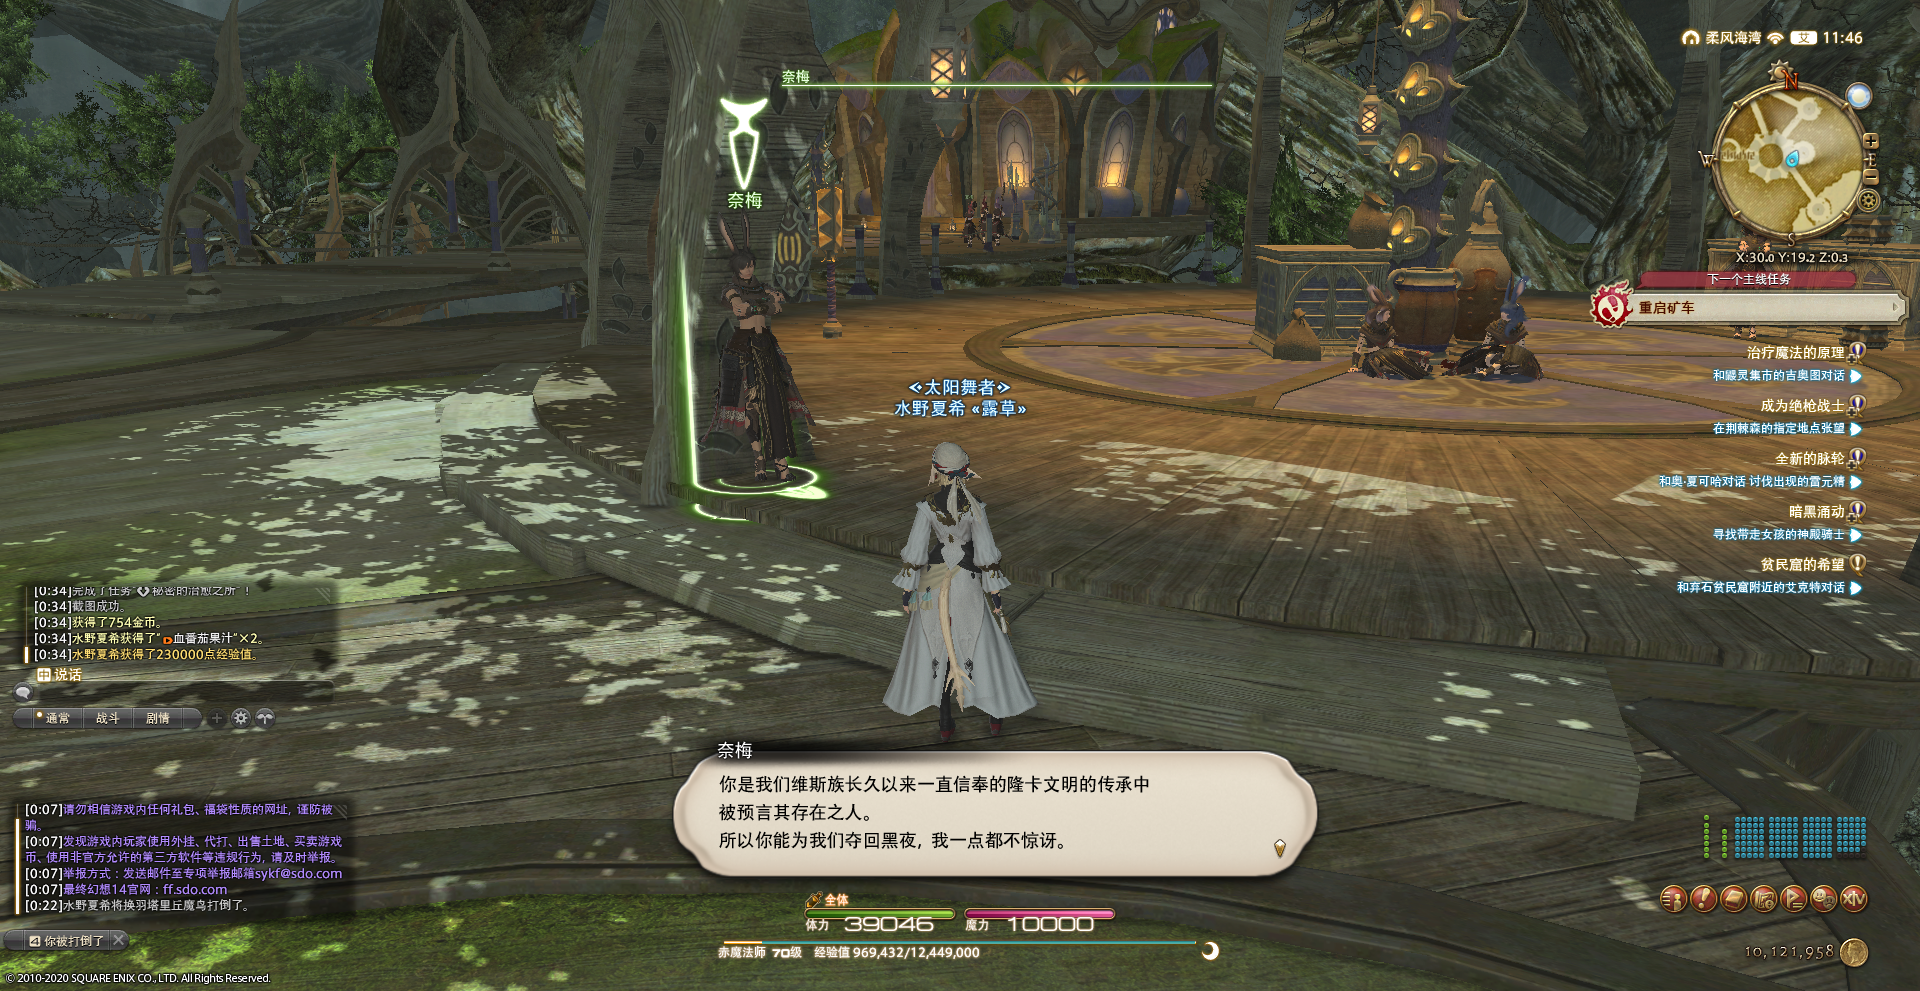 柔风海湾 艾 11:46
奈梅
奈梅
N
W
E
S
X:30.0 Y:19.2 Z:0.3
下一个主线任务
重启矿车
治疗魔法的原理
和鼹灵集市的吉奥图对话
成为绝枪战士
在荆棘森的指定地点张望
全新的脉轮
和奥·夏可哈对话 讨伐出现的雷元精
暗黑涌动
寻找带走女孩的神殿骑士
贫民窟的希望
和弃石贫民窟附近的艾克特对话
太阳舞者
水野夏希 «露草»
[0:34]完成了任务“秘密的治愈之所”！
[0:34]截图成功。
[0:34]获得了754金币。
[0:34]水野夏希获得了“血番茄果汁”×2。
[0:34]水野夏希获得了230000点经验值。
说话
通常 战斗 剧情
奈梅
你是我们维斯族长久以来一直信奉的隆卡文明的传承中
被预言其存在之人。
所以你能为我们夺回黑夜，我一点都不惊讶。
[0:07]请勿相信游戏内任何礼包、福袋性质的网址，谨防被
骗。
[0:07]发现游戏内玩家使用外挂、代打、出售土地、买卖游戏
币、使用非官方允许的第三方软件等违规行为，请及时举报。
[0:07]举报方式：发送邮件至专项举报邮箱sykf@sdo.com
[0:07]最终幻想14官网：ff.sdo.com
[0:22]水野夏希将换羽塔里丘魔鸟打倒了。
4 你被打倒了
全体
体力 39046 魔力 10000
赤魔法师 70级 经验值 969,432/12,449,000
XIV
10,121,958
© 2010-2020 SQUARE ENIX CO., LTD. All Rights Reserved.